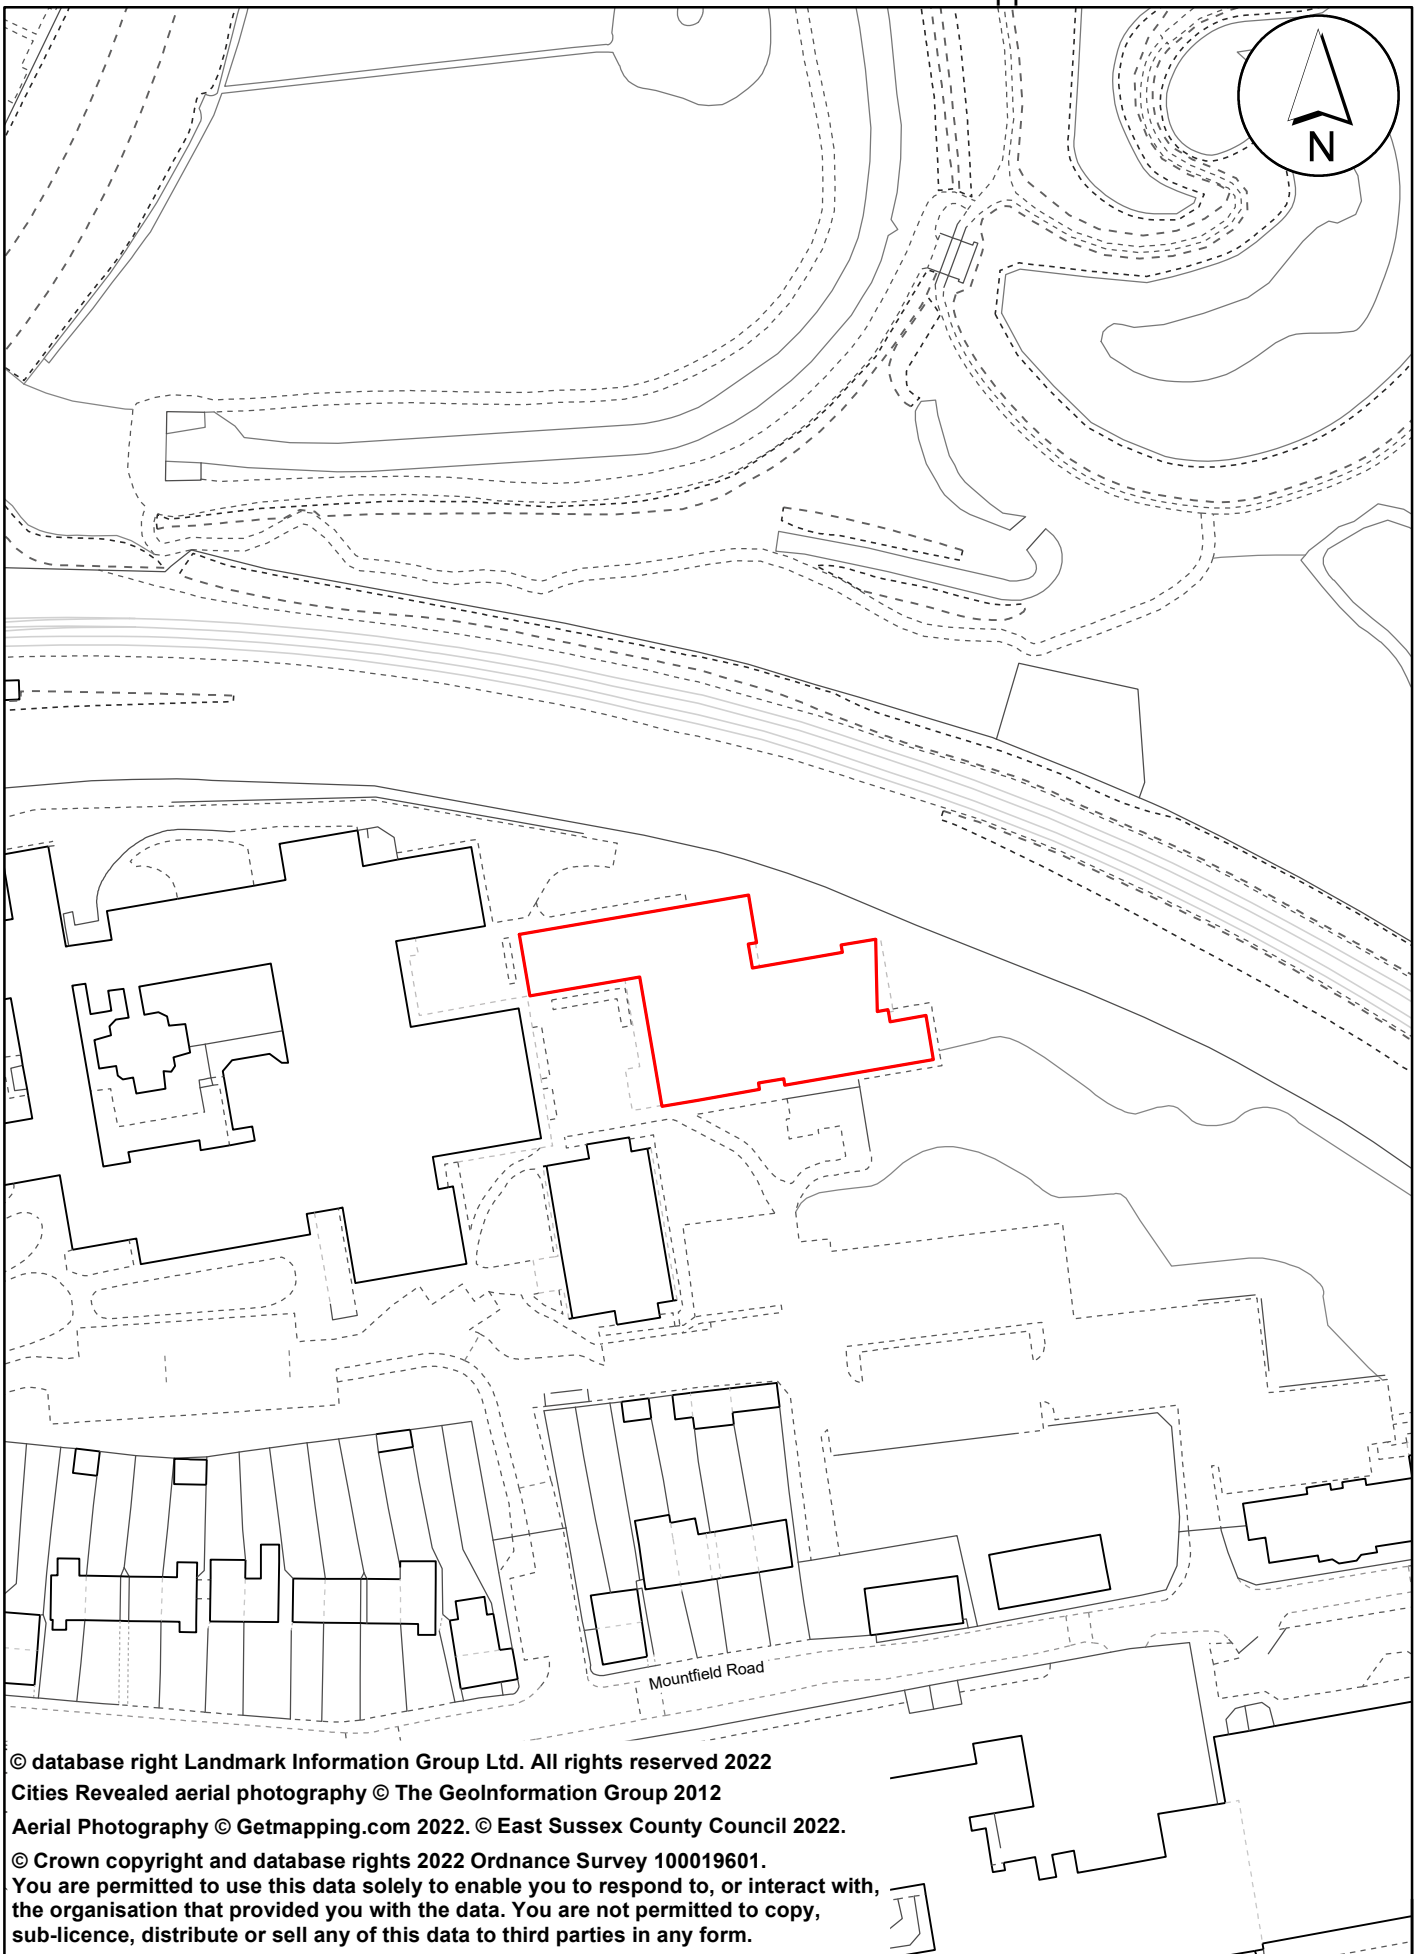 N
Mountfield Road
© database right Landmark Information Group Ltd. All rights reserved 2022
Cities Revealed aerial photography © The GeoInformation Group 2012
Aerial Photography © Getmapping.com 2022. © East Sussex County Council 2022.
© Crown copyright and database rights 2022 Ordnance Survey 100019601.
You are permitted to use this data solely to enable you to respond to, or interact with,
the organisation that provided you with the data. You are not permitted to copy,
sub-licence, distribute or sell any of this data to third parties in any form.